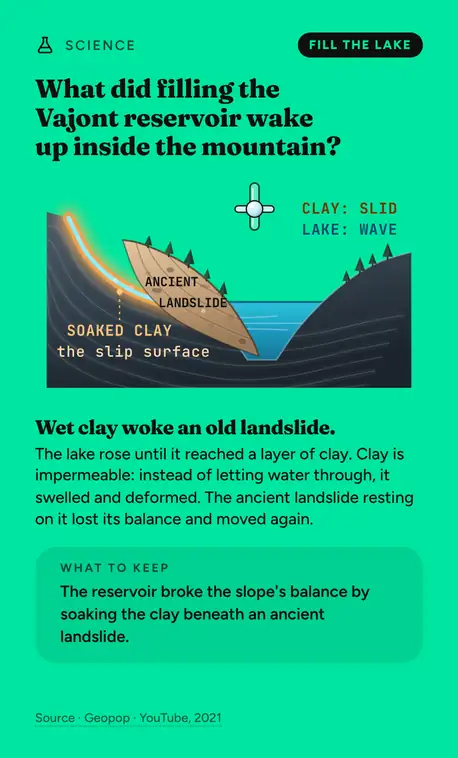 SCIENCE
FILL THE LAKE
What did filling the
Vajont reservoir wake
up inside the mountain?
CLAY: SLID
LAKE: WAVE
ANCIENT
LANDSLIDE
SOAKED CLAY
the slip surface
Wet clay woke an old landslide.
The lake rose until it reached a layer of clay. Clay is
impermeable: instead of letting water through, it
swelled and deformed. The ancient landslide resting
on it lost its balance and moved again.
WHAT TO KEEP
The reservoir broke the slope's balance by
soaking the clay beneath an ancient
landslide.
Source · Geopop · YouTube, 2021